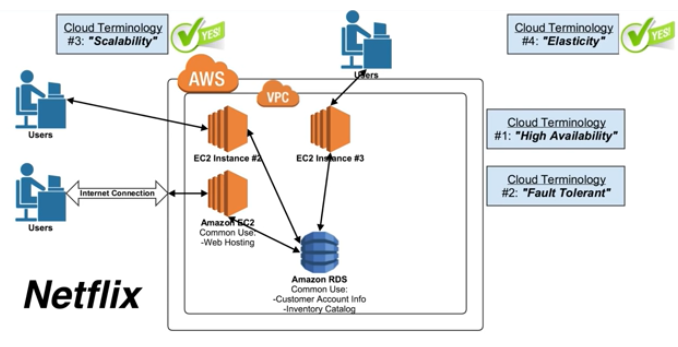 Cloud Terminology
#3: "Scalability"
YES!
Users
Cloud Terminology
#4: "Elasticity"
YES!
AWS
VPC
Users
EC2 Instance #2
EC2 Instance #3
Cloud Terminology
#1: "High Availability"
Cloud Terminology
#2: "Fault Tolerant"
Internet Connection
Users
Amazon EC2
Common Use:
-Web Hosting
Amazon RDS
Common Use:
-Customer Account Info
-Inventory Catalog
Netflix